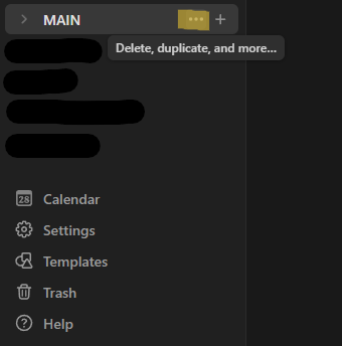 MAIN
Delete, duplicate, and more...
28 Calendar
Settings
Templates
Trash
Help